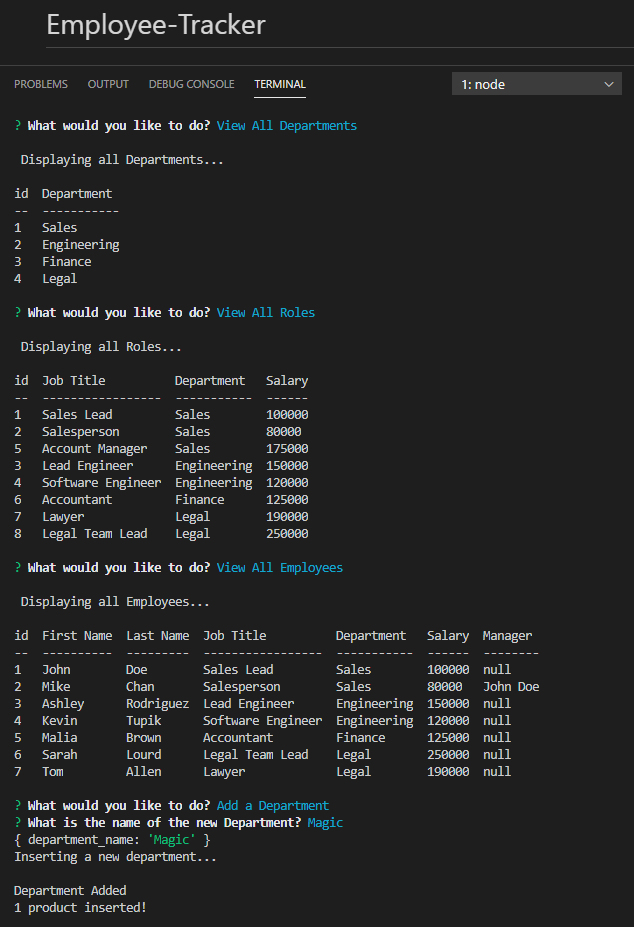 Employee-Tracker
PROBLEMS OUTPUT DEBUG CONSOLE TERMINAL 1: node
? What would you like to do? View All Departments
Displaying all Departments...
id Department
-- -----------
1 Sales
2 Engineering
3 Finance
4 Legal
? What would you like to do? View All Roles
Displaying all Roles...
id Job Title Department Salary
-- ----------------- ----------- ------
1 Sales Lead Sales 100000
2 Salesperson Sales 80000
5 Account Manager Sales 175000
3 Lead Engineer Engineering 150000
4 Software Engineer Engineering 120000
6 Accountant Finance 125000
7 Lawyer Legal 190000
8 Legal Team Lead Legal 250000
? What would you like to do? View All Employees
Displaying all Employees...
id First Name Last Name Job Title Department Salary Manager
-- ---------- --------- ----------------- ----------- ------ --------
1 John Doe Sales Lead Sales 100000 null
2 Mike Chan Salesperson Sales 80000 John Doe
3 Ashley Rodriguez Lead Engineer Engineering 150000 null
4 Kevin Tupik Software Engineer Engineering 120000 null
5 Malia Brown Accountant Finance 125000 null
6 Sarah Lourd Legal Team Lead Legal 250000 null
7 Tom Allen Lawyer Legal 190000 null
? What would you like to do? Add a Department
? What is the name of the new Department? Magic
{ department_name: 'Magic' }
Inserting a new department...
Department Added
1 product inserted!